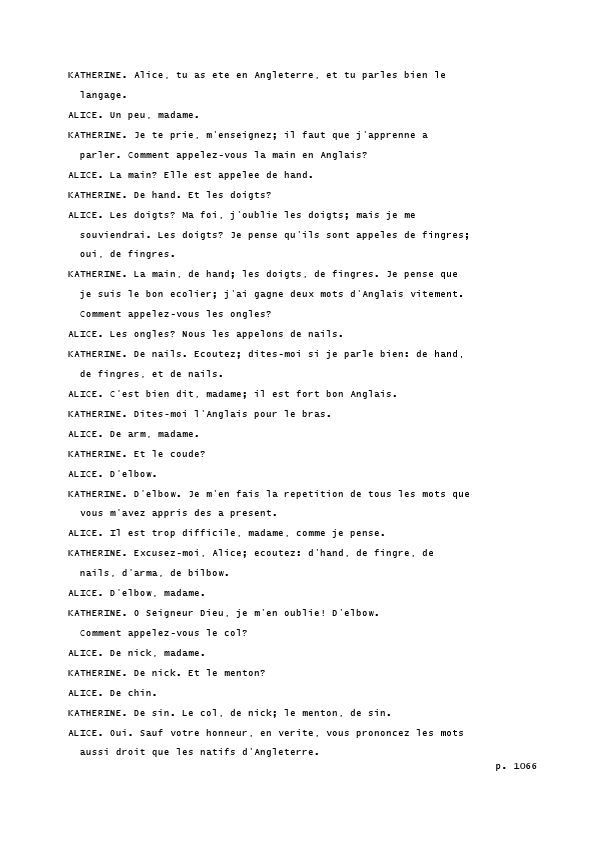 KATHERINE. Alice, tu as ete en Angleterre, et tu parles bien le
langage.
ALICE. Un peu, madame.
KATHERINE. Je te prie, m'enseignez; il faut que j'apprenne a
parler. Comment appelez-vous la main en Anglais?
ALICE. La main? Elle est appelee de hand.
KATHERINE. De hand. Et les doigts?
ALICE. Les doigts? Ma foi, j'oublie les doigts; mais je me
souviendrai. Les doigts? Je pense qu'ils sont appeles de fingres;
oui, de fingres.
KATHERINE. La main, de hand; les doigts, de fingres. Je pense que
je suis le bon ecolier; j'ai gagne deux mots d'Anglais vitement.
Comment appelez-vous les ongles?
ALICE. Les ongles? Nous les appelons de nails.
KATHERINE. De nails. Ecoutez; dites-moi si je parle bien: de hand,
de fingres, et de nails.
ALICE. C'est bien dit, madame; il est fort bon Anglais.
KATHERINE. Dites-moi l'Anglais pour le bras.
ALICE. De arm, madame.
KATHERINE. Et le coude?
ALICE. D'elbow.
KATHERINE. D'elbow. Je m'en fais la repetition de tous les mots que
vous m'avez appris des a present.
ALICE. Il est trop difficile, madame, comme je pense.
KATHERINE. Excusez-moi, Alice; ecoutez: d'hand, de fingre, de
nails, d'arma, de bilbow.
ALICE. D'elbow, madame.
KATHERINE. O Seigneur Dieu, je m'en oublie! D'elbow.
Comment appelez-vous le col?
ALICE. De nick, madame.
KATHERINE. De nick. Et le menton?
ALICE. De chin.
KATHERINE. De sin. Le col, de nick; le menton, de sin.
ALICE. Oui. Sauf votre honneur, en verite, vous prononcez les mots
aussi droit que les natifs d'Angleterre.
p. 1066